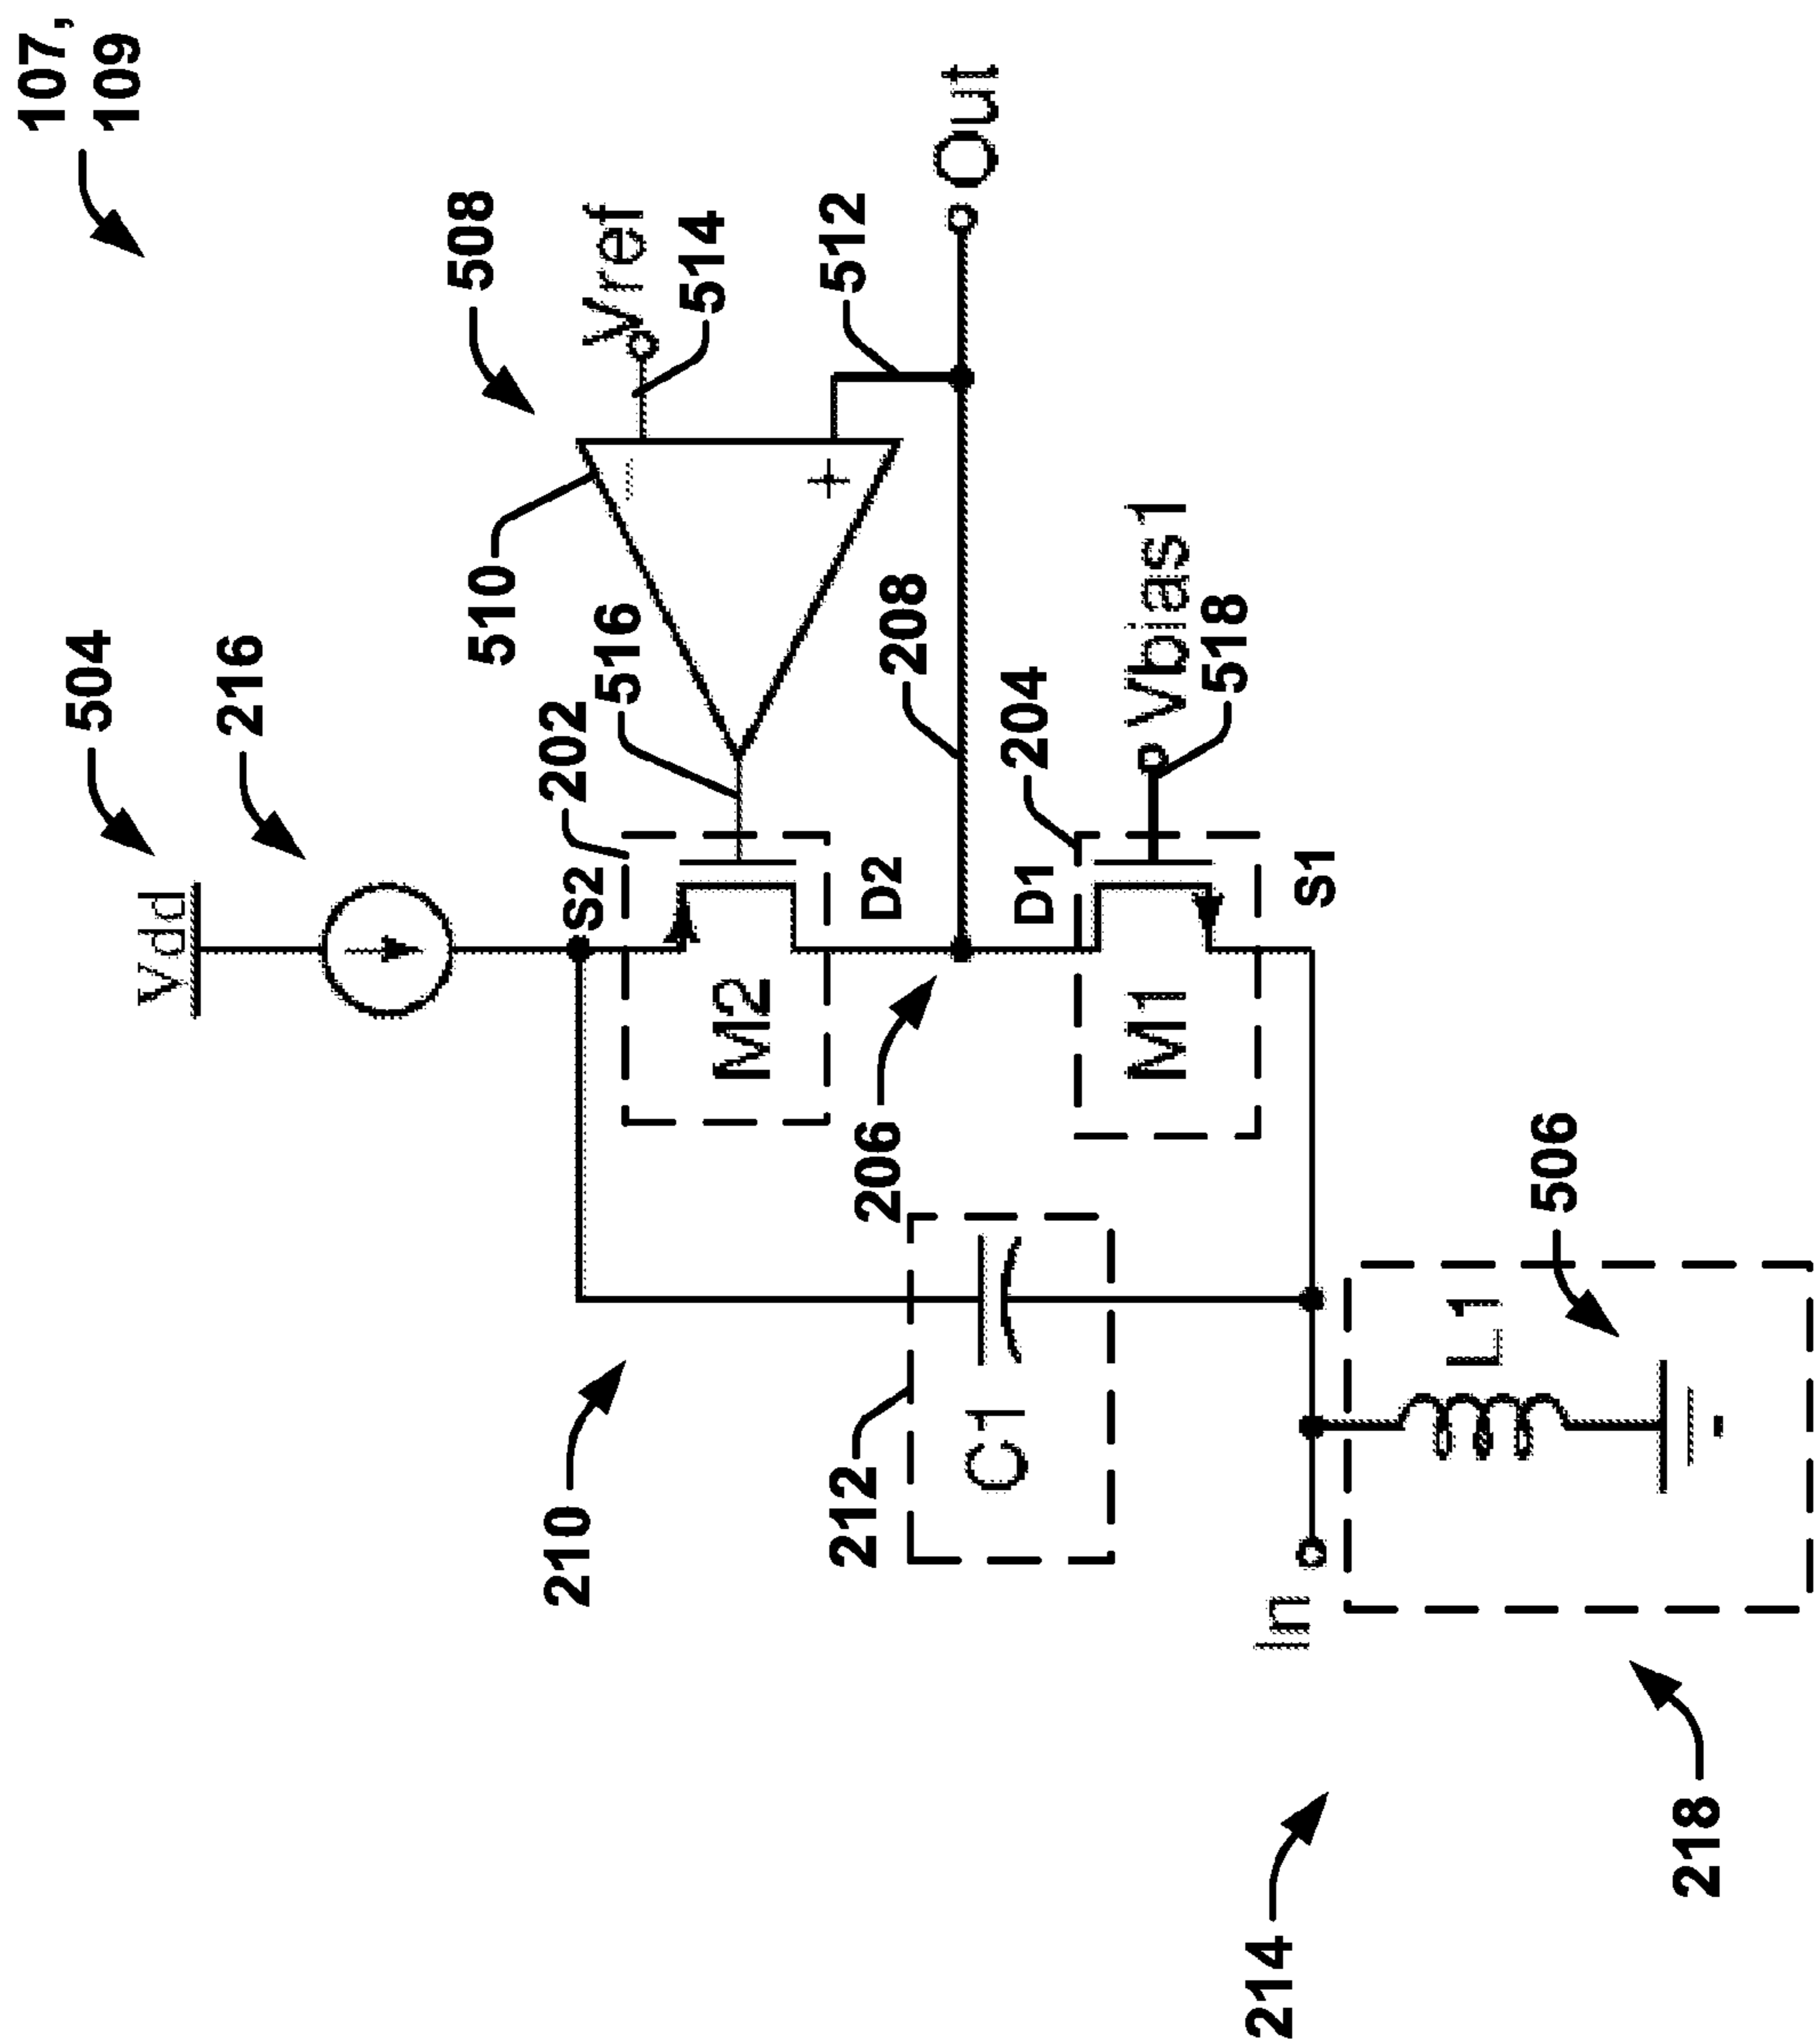 107,
109
504
216
Vdd
508
Vref
514
510
516
512
Out
202
S2
M2
D2
208
206
204
D1
M1
S1
Vbias1
518
210
212
C1
In
L1
506
214
218